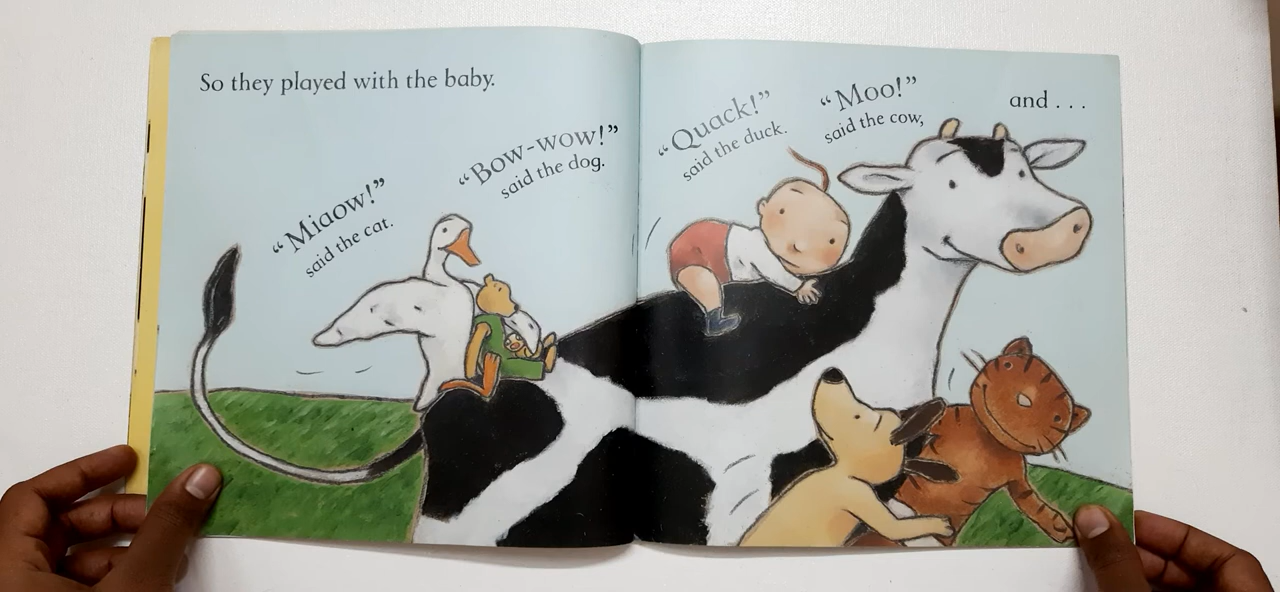 So they played with the baby.
“Miaow!”
said the cat.
“Bow-wow!”
said the dog.
“Quack!”
said the duck.
“Moo!”
said the cow,
and . . .